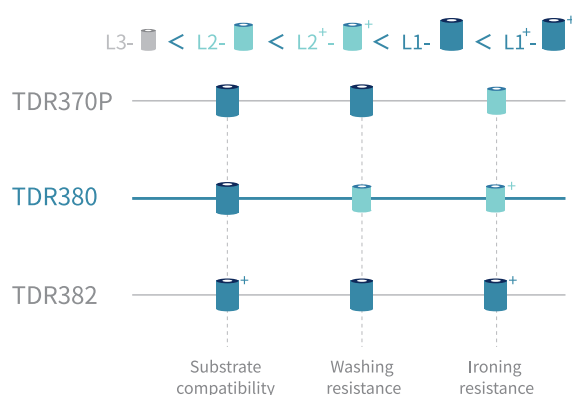 L3- < L2- < L2⁺- + < L1- < L1⁺- +
TDR370P
TDR380 +
TDR382 + +
Substrate compatibility
Washing resistance
Ironing resistance